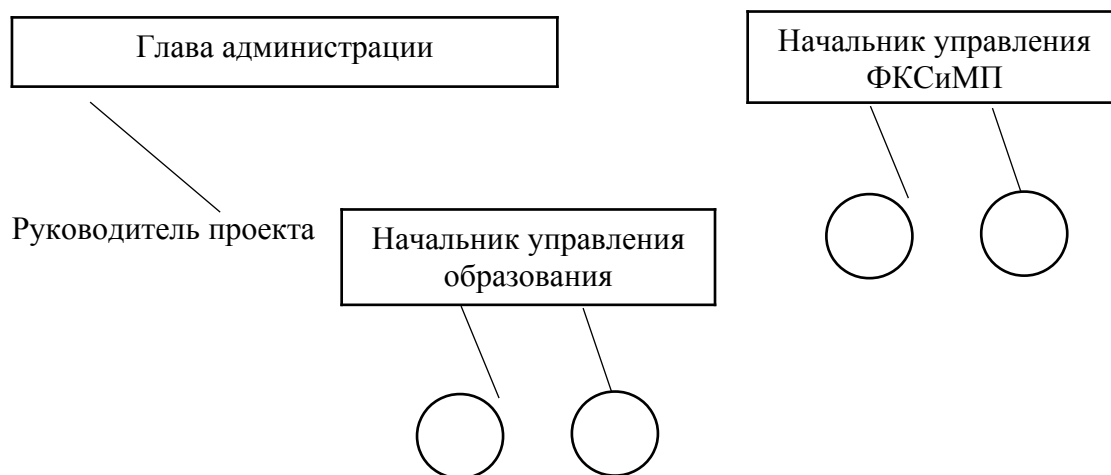 Глава администрации
Начальник управления
ФКСиМП
Руководитель проекта
Начальник управления
образования